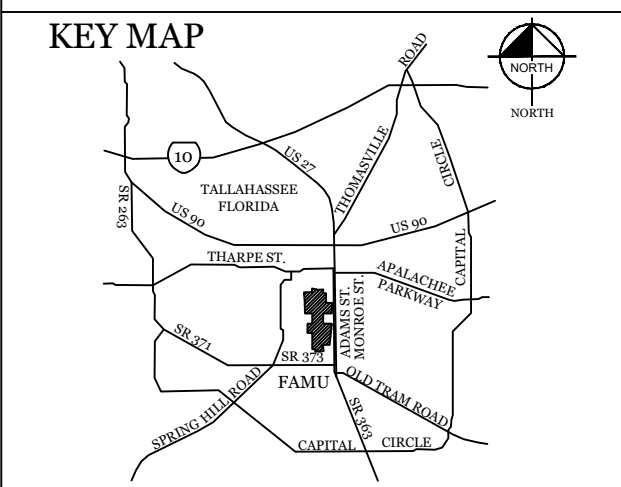 KEY MAP
NORTH
NORTH
ROAD
THOMASVILLE
CIRCLE
10
US 27
TALLAHASSEE
FLORIDA
SR 263
US 90
US 90
CAPITAL
THARPE ST.
APALACHEE
PARKWAY
ADAMS ST.
MONROE ST.
SR 371
SR 373
FAMU
OLD TRAM ROAD
SPRING HILL ROAD
SR 363
CAPITAL CIRCLE